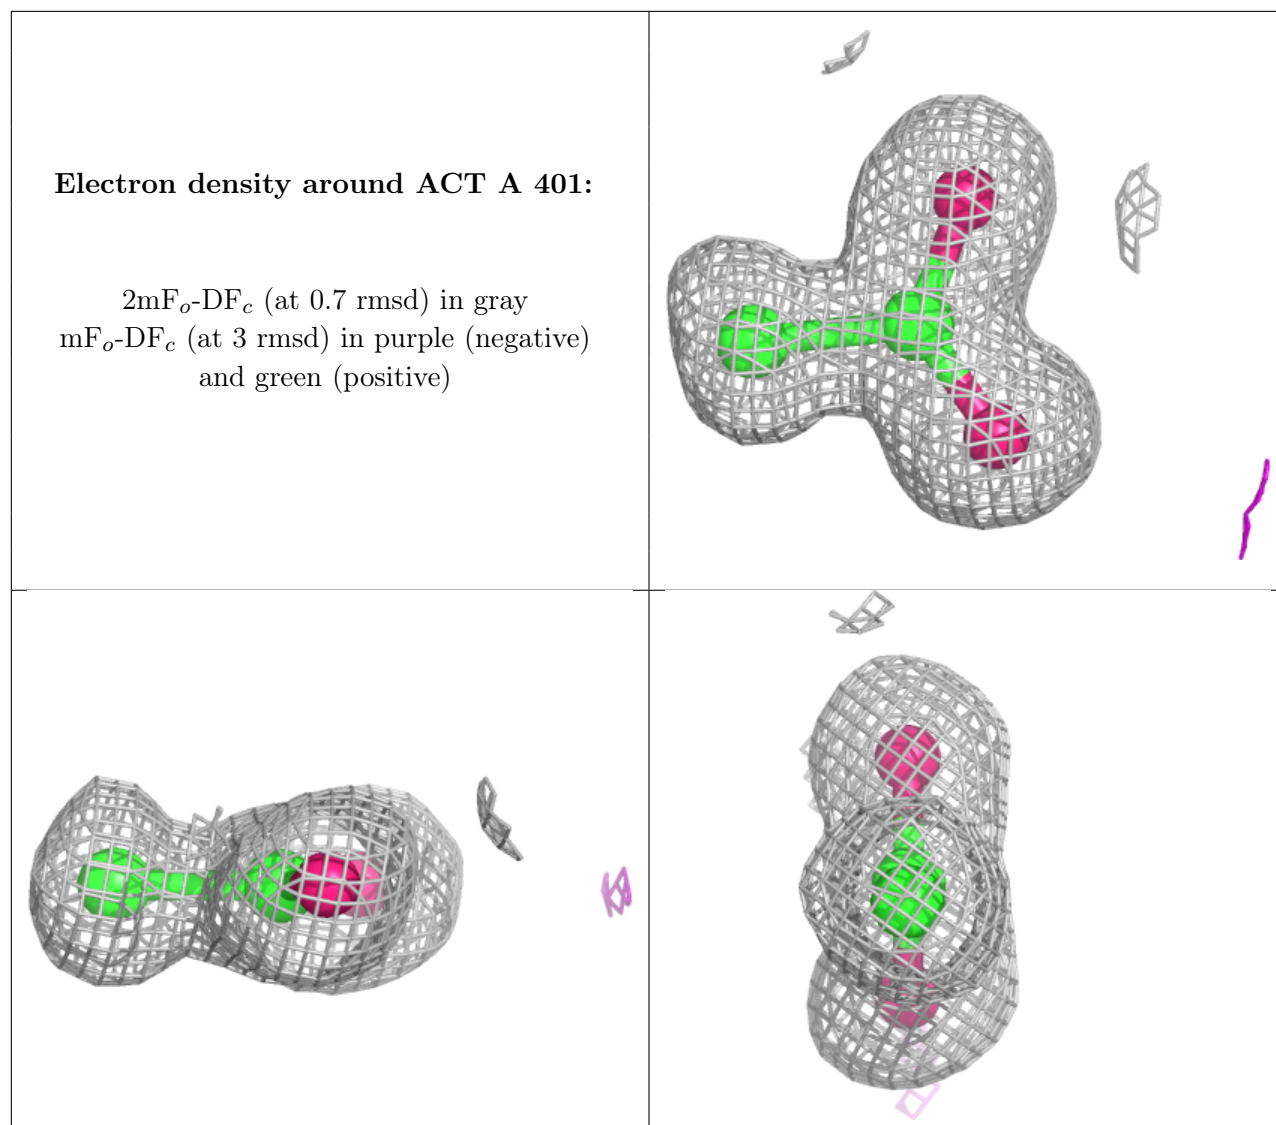 Electron density around ACT A 401:
2mFo-DFc (at 0.7 rmsd) in gray
mFo-DFc (at 3 rmsd) in purple (negative)
and green (positive)